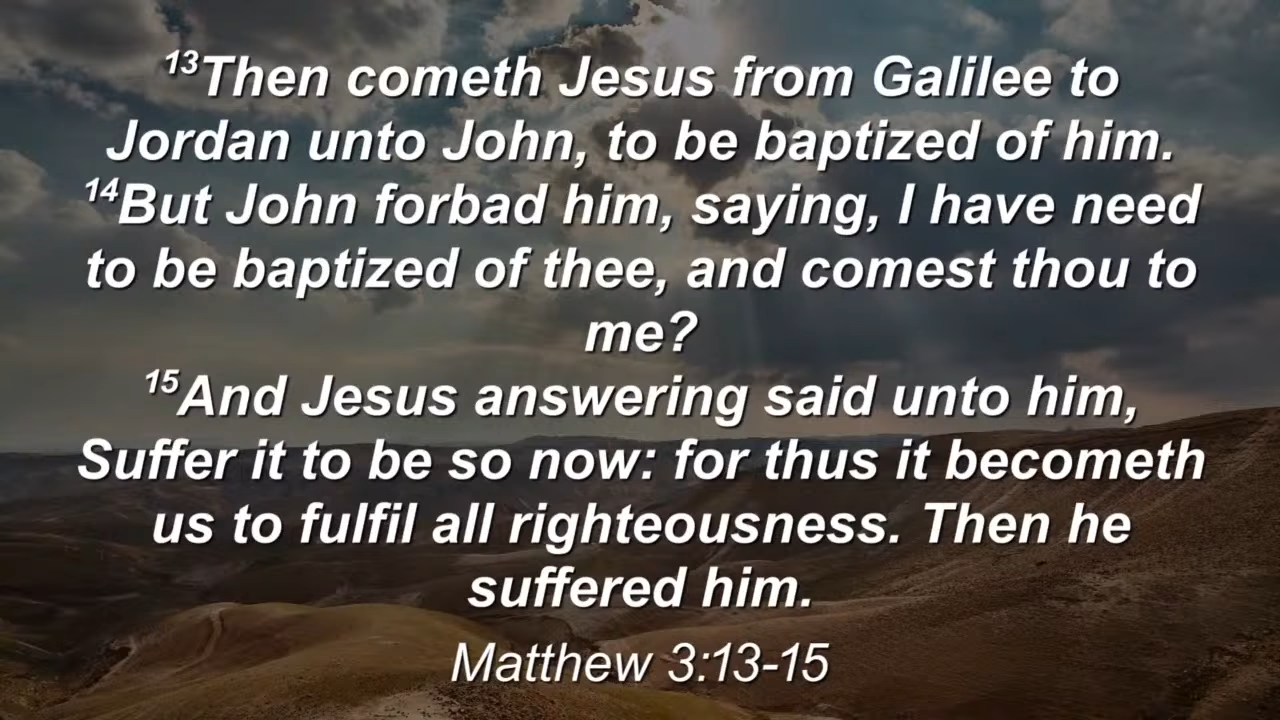 13Then cometh Jesus from Galilee to
Jordan unto John, to be baptized of him.
14But John forbad him, saying, I have need
to be baptized of thee, and comest thou to
me?
15And Jesus answering said unto him,
Suffer it to be so now: for thus it becometh
us to fulfil all righteousness. Then he
suffered him.
Matthew 3:13-15